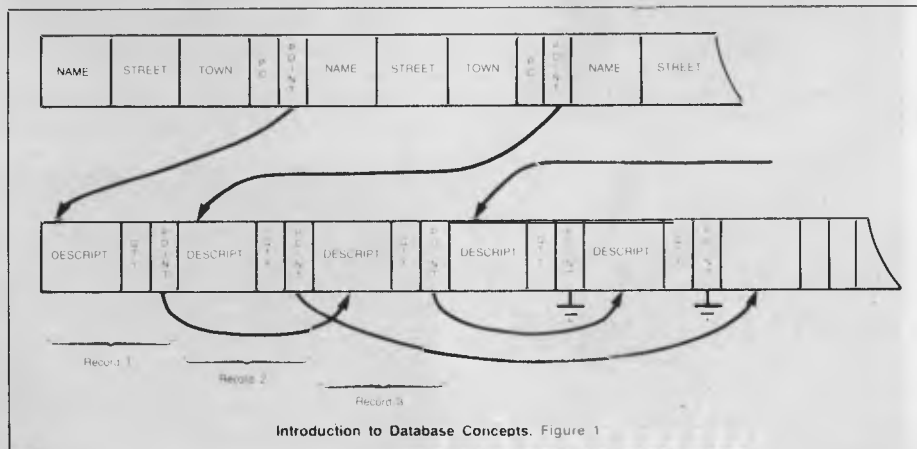 NAME STREET TOWN NAME STREET TOWN NAME STREET
DESCRIPT DESCRIPT DESCRIPT DESCRIPT DESCRIPT
Record 1
Record 2
Record 3
Introduction to Database Concepts. Figure 1